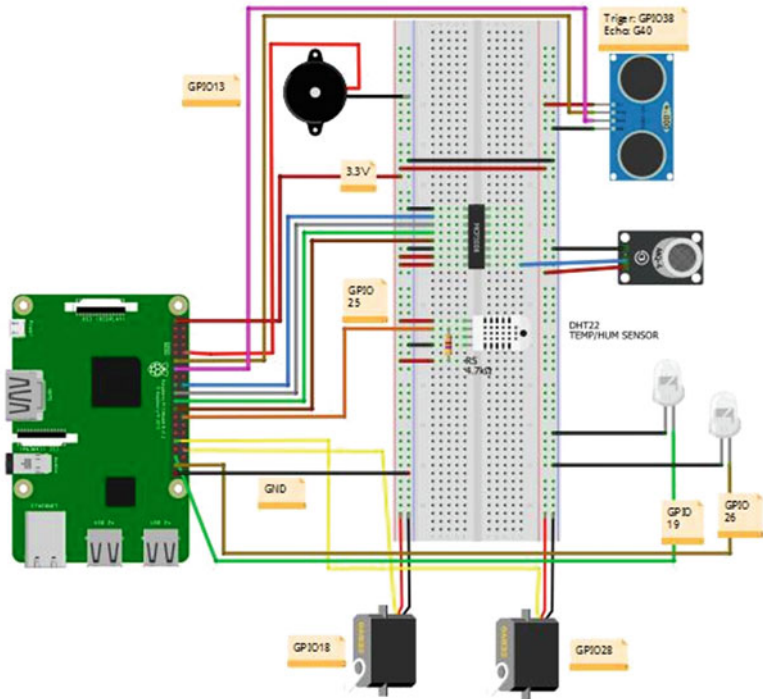 Triger: GPIO38
Echo: G40
GPIO13
3.3V
GPIO
25
DHT22
TEMP/HUM SENSOR
R5
4.7kΩ
GND
GPIO
19
GPIO
26
GPIO18
GPIO28